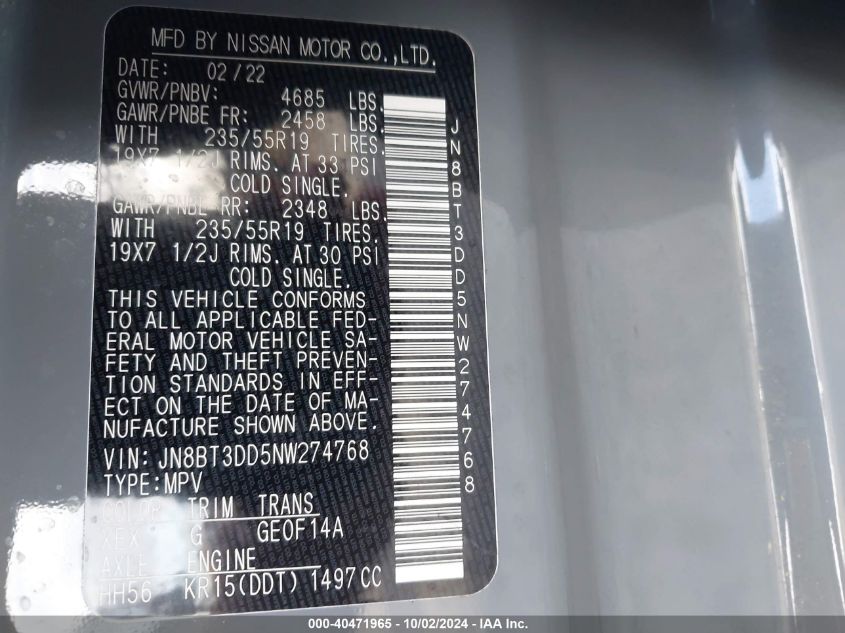 MFD BY NISSAN MOTOR CO.,LTD.
DATE: 02/22
GVWR/PNBV: 4685 LBS.
GAWR/PNBE FR: 2458 LBS.
WITH 235/55R19 TIRES.
19X7 1/2J RIMS. AT 33 PSI
COLD SINGLE.
GAWR/PNBE RR: 2348 LBS.
WITH 235/55R19 TIRES.
19X7 1/2J RIMS. AT 30 PSI
COLD SINGLE.
THIS VEHICLE CONFORMS
TO ALL APPLICABLE FED-
ERAL MOTOR VEHICLE SA-
FETY AND THEFT PREVEN-
TION STANDARDS IN EFF-
ECT ON THE DATE OF MA-
NUFACTURE SHOWN ABOVE.
VIN: JN8BT3DD5NW274768
TYPE:MPV
COLOR TRIM TRANS
XEX G GE0F14A
AXLE ENGINE
HH56 KR15(DDT) 1497CC
JN8BT3DD5NW274768
000-40471965 - 10/02/2024 - IAA Inc.